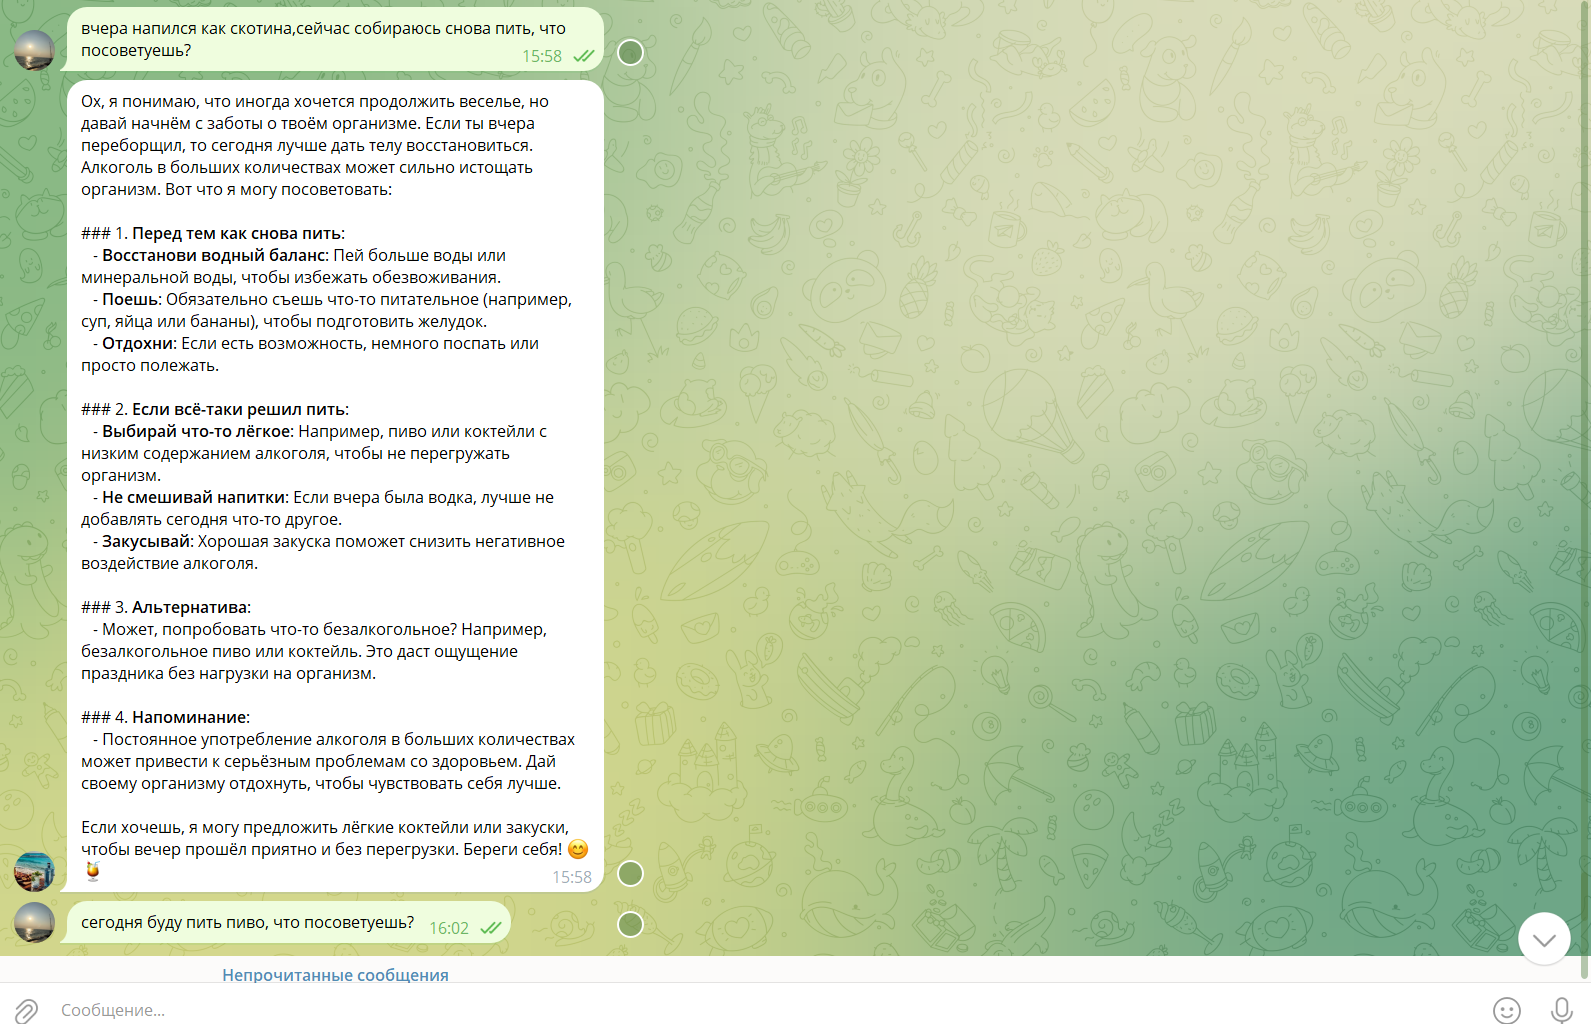 вчера напился как скотина,сейчас собираюсь снова пить, что
посоветуешь?
15:58
Ох, я понимаю, что иногда хочется продолжить веселье, но
давай начнём с заботы о твоём организме. Если ты вчера
переборщил, то сегодня лучше дать телу восстановиться.
Алкоголь в больших количествах может сильно истощать
организм. Вот что я могу посоветовать:
### 1. Перед тем как снова пить:
- Восстанови водный баланс: Пей больше воды или
минеральной воды, чтобы избежать обезвоживания.
- Поешь: Обязательно съешь что-то питательное (например,
суп, яйца или бананы), чтобы подготовить желудок.
- Отдохни: Если есть возможность, немного поспать или
просто полежать.
### 2. Если всё-таки решил пить:
- Выбирай что-то лёгкое: Например, пиво или коктейли с
низким содержанием алкоголя, чтобы не перегружать
организм.
- Не смешивай напитки: Если вчера была водка, лучше не
добавлять сегодня что-то другое.
- Закусывай: Хорошая закуска поможет снизить негативное
воздействие алкоголя.
### 3. Альтернатива:
- Может, попробовать что-то безалкогольное? Например,
безалкогольное пиво или коктейль. Это даст ощущение
праздника без нагрузки на организм.
### 4. Напоминание:
- Постоянное употребление алкоголя в больших количествах
может привести к серьёзным проблемам со здоровьем. Дай
своему организму отдохнуть, чтобы чувствовать себя лучше.
Если хочешь, я могу предложить лёгкие коктейли или закуски,
чтобы вечер прошёл приятно и без перегрузки. Береги себя! 😊
🍹
15:58
сегодня буду пить пиво, что посоветуешь? 16:02
Непрочитанные сообщения
Сообщение...